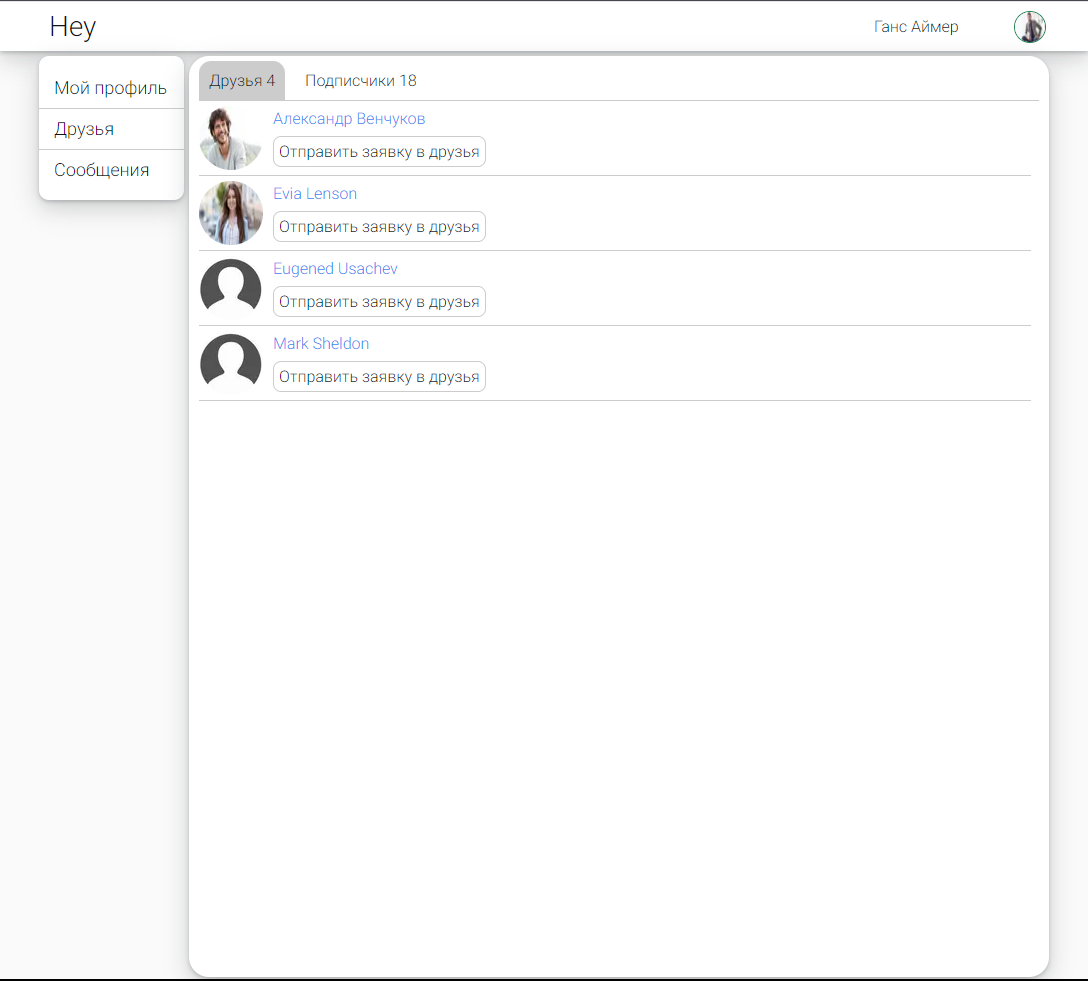 Hey
Ганс Аймер
Мой профиль
Друзья
Сообщения
Друзья 4
Подписчики 18
Александр Венчуков
Отправить заявку в друзья
Evia Lenson
Отправить заявку в друзья
Eugened Usachev
Отправить заявку в друзья
Mark Sheldon
Отправить заявку в друзья